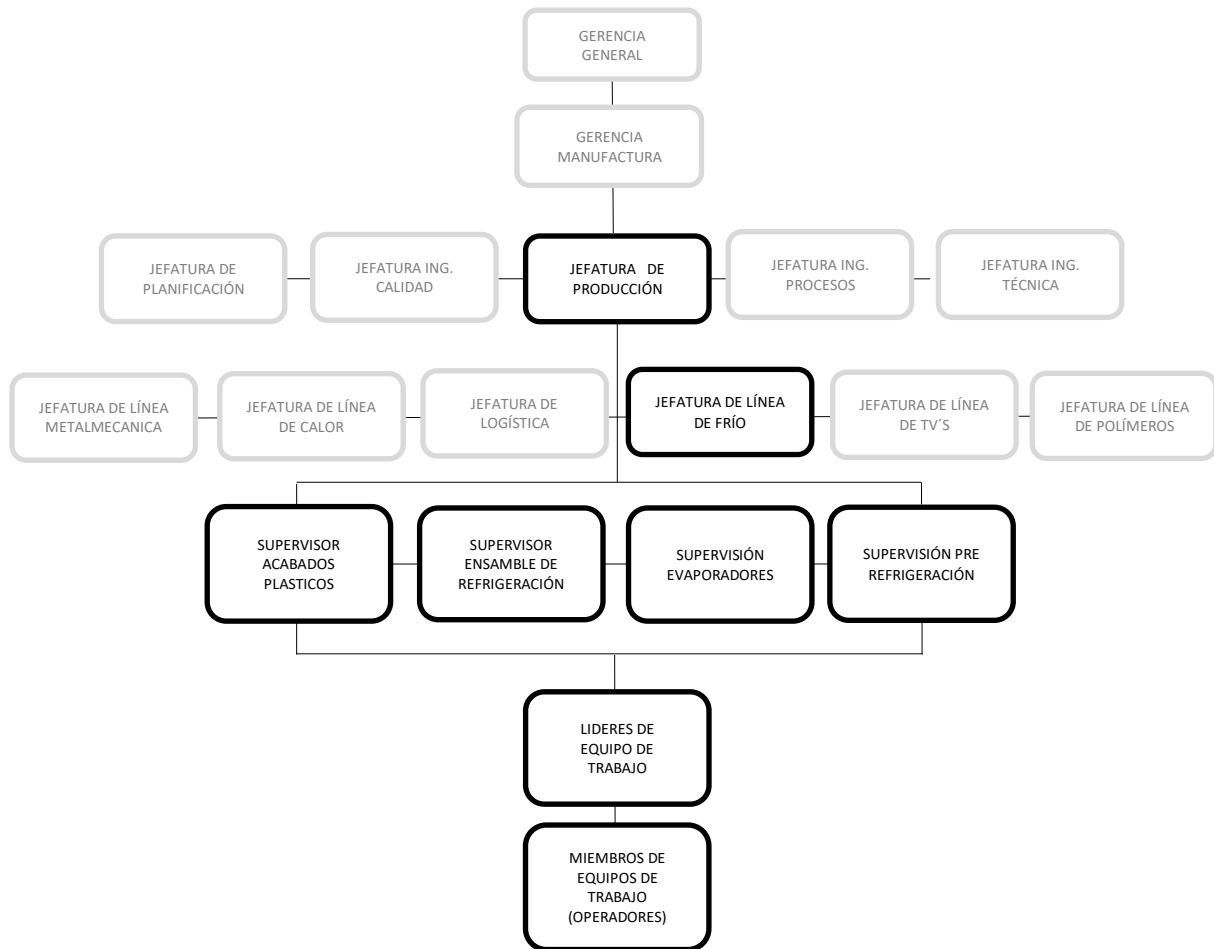 GERENCIA
GENERAL
GERENCIA
MANUFACTURA
JEFATURA DE
PLANIFICACIÓN
JEFATURA ING.
CALIDAD
JEFATURA DE
PRODUCCIÓN
JEFATURA ING.
PROCESOS
JEFATURA ING.
TÉCNICA
JEFATURA DE LÍNEA
METALMECANICA
JEFATURA DE LÍNEA
DE CALOR
JEFATURA DE
LOGÍSTICA
JEFATURA DE LÍNEA
DE FRÍO
JEFATURA DE LÍNEA
DE TV´S
JEFATURA DE LÍNEA
DE POLÍMEROS
SUPERVISOR
ACABADOS
PLASTICOS
SUPERVISOR
ENSAMBLE DE
REFRIGERACIÓN
SUPERVISIÓN
EVAPORADORES
SUPERVISIÓN PRE
REFRIGERACIÓN
LIDERES DE
EQUIPO DE
TRABAJO
MIEMBROS DE
EQUIPOS DE
TRABAJO
(OPERADORES)